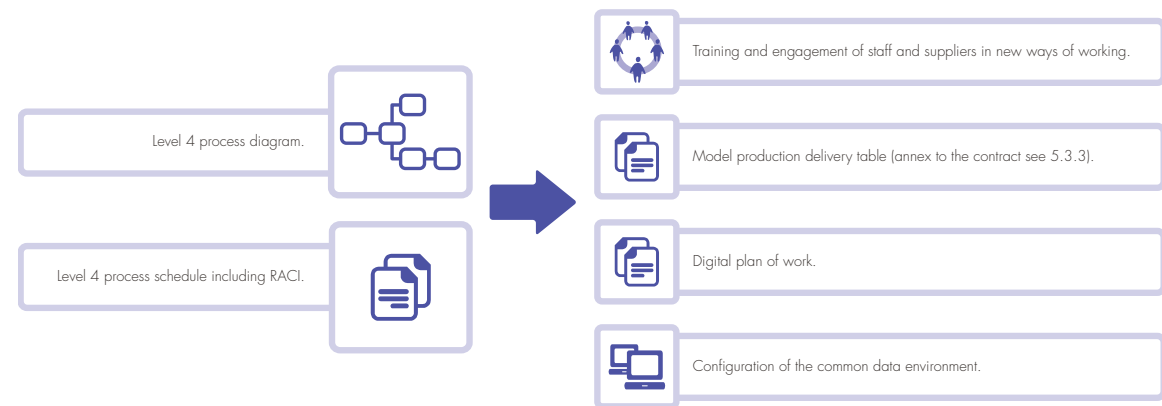 Level 4 process diagram.
Level 4 process schedule including RACI.
Training and engagement of staff and suppliers in new ways of working.
Model production delivery table (annex to the contract see 5.3.3).
Digital plan of work.
Configuration of the common data environment.